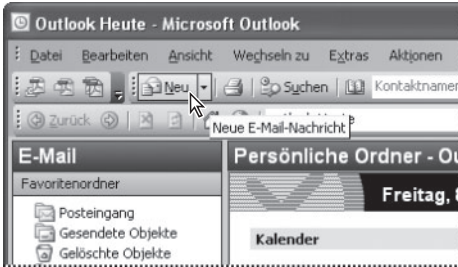 Outlook Heute - Microsoft Outlook
Datei Bearbeiten Ansicht Wechseln zu Extras Aktionen
Neu Suchen Kontaktnamen
Zurück
Neue E-Mail-Nachricht
E-Mail Persönliche Ordner - Ou
Favoritenordner Freitag,
Posteingang
Gesendete Objekte Kalender
Gelöschte Objekte